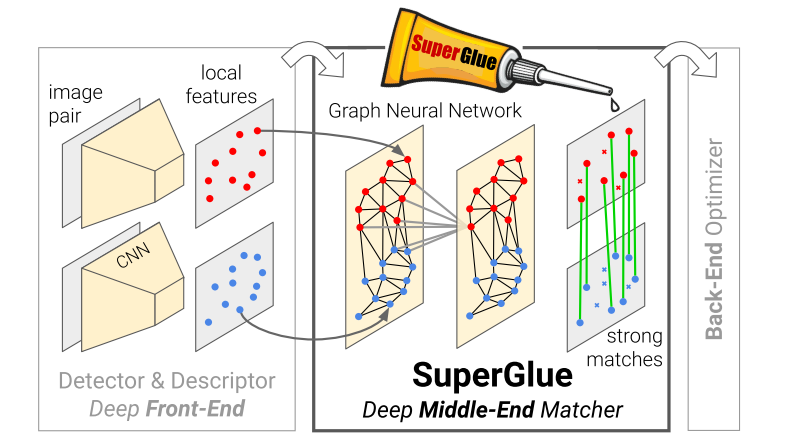 image
pair
local
features
CNN
Detector & Descriptor
Deep Front-End
SuperGlue
Graph Neural Network
strong
matches
SuperGlue
Deep Middle-End Matcher
Back-End Optimizer